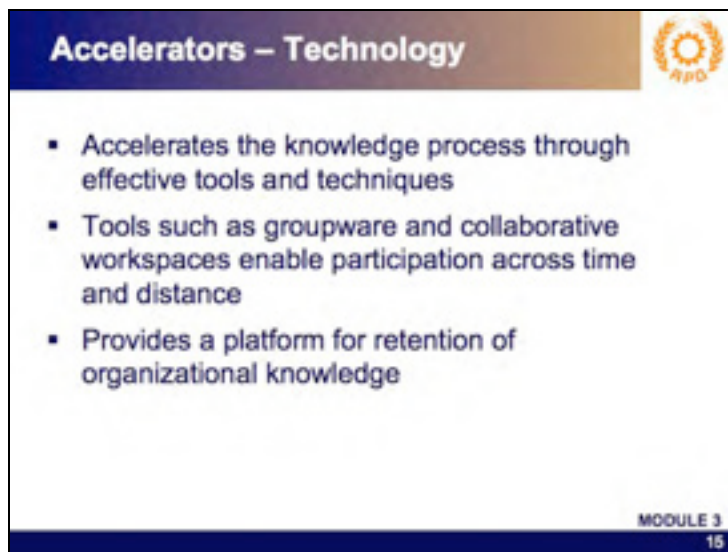 Accelerators – Technology
APO
▪ Accelerates the knowledge process through
effective tools and techniques
▪ Tools such as groupware and collaborative
workspaces enable participation across time
and distance
▪ Provides a platform for retention of
organizational knowledge
MODULE 3
15